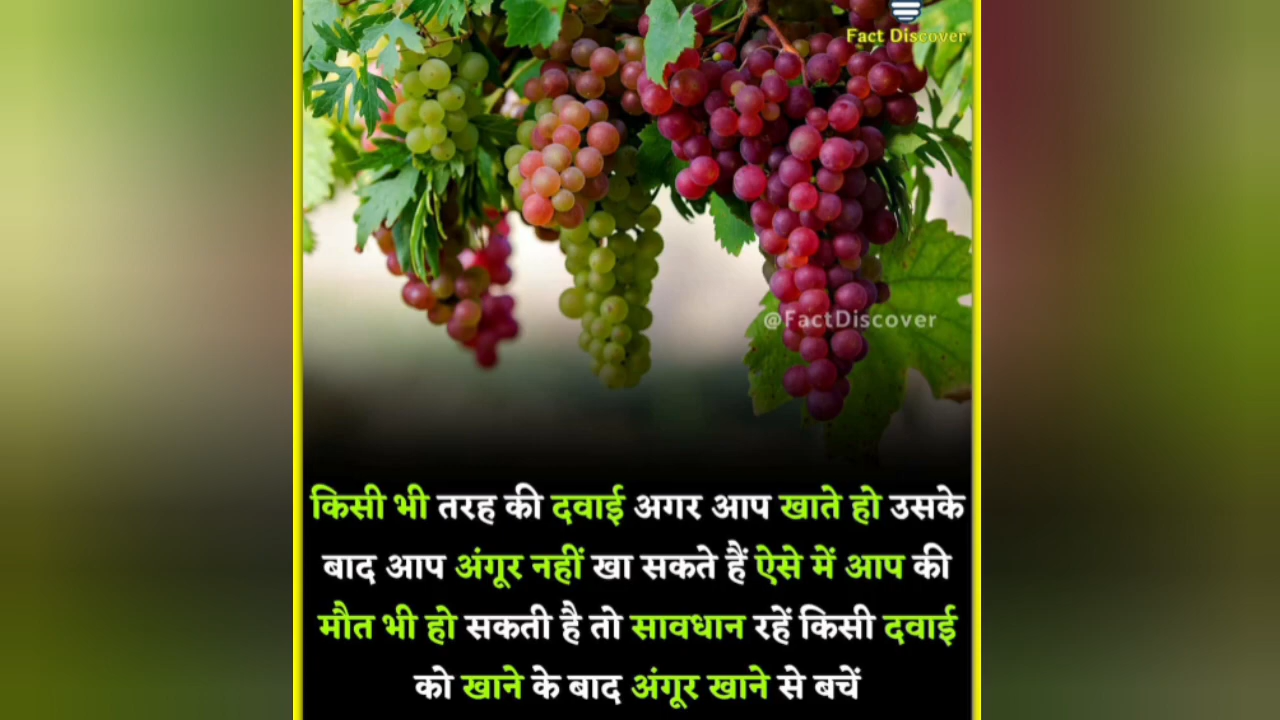 Fact Discover
@FactDiscover
किसी भी तरह की दवाई अगर आप खाते हो उसके
बाद आप अंगूर नहीं खा सकते हैं ऐसे में आप की
मौत भी हो सकती है तो सावधान रहें किसी दवाई
को खाने के बाद अंगूर खाने से बचें